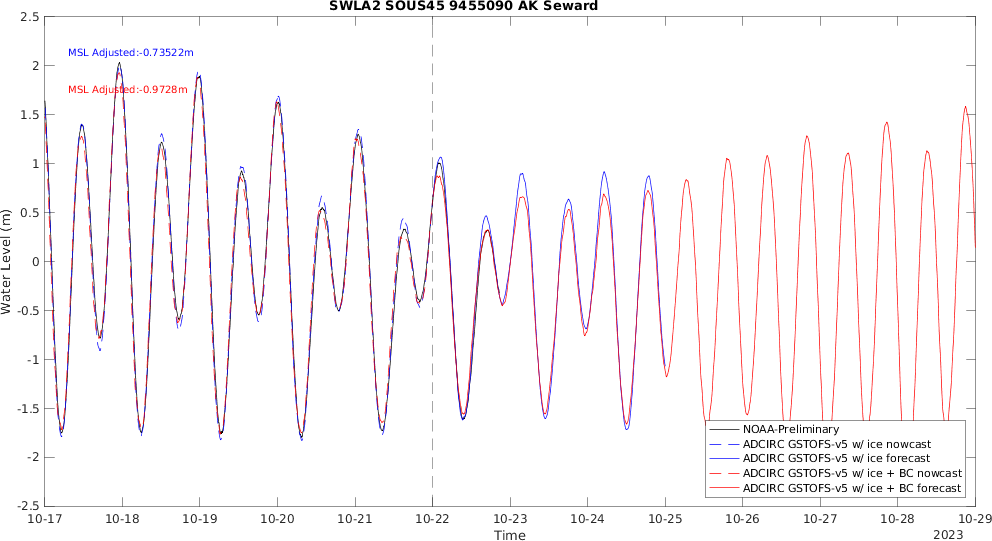 SWLA2 SOUS45 9455090 AK Seward
2.5
2
1.5
1
0.5
0
-0.5
-1
-1.5
-2
-2.5
Water Level (m)
MSL Adjusted:-0.73522m
MSL Adjusted:-0.9728m
NOAA-Preliminary
ADCIRC GSTOFS-v5 w/ ice nowcast
ADCIRC GSTOFS-v5 w/ ice forecast
ADCIRC GSTOFS-v5 w/ ice + BC nowcast
ADCIRC GSTOFS-v5 w/ ice + BC forecast
10-17 10-18 10-19 10-20 10-21 10-22 10-23 10-24 10-25 10-26 10-27 10-28 10-29
Time
2023